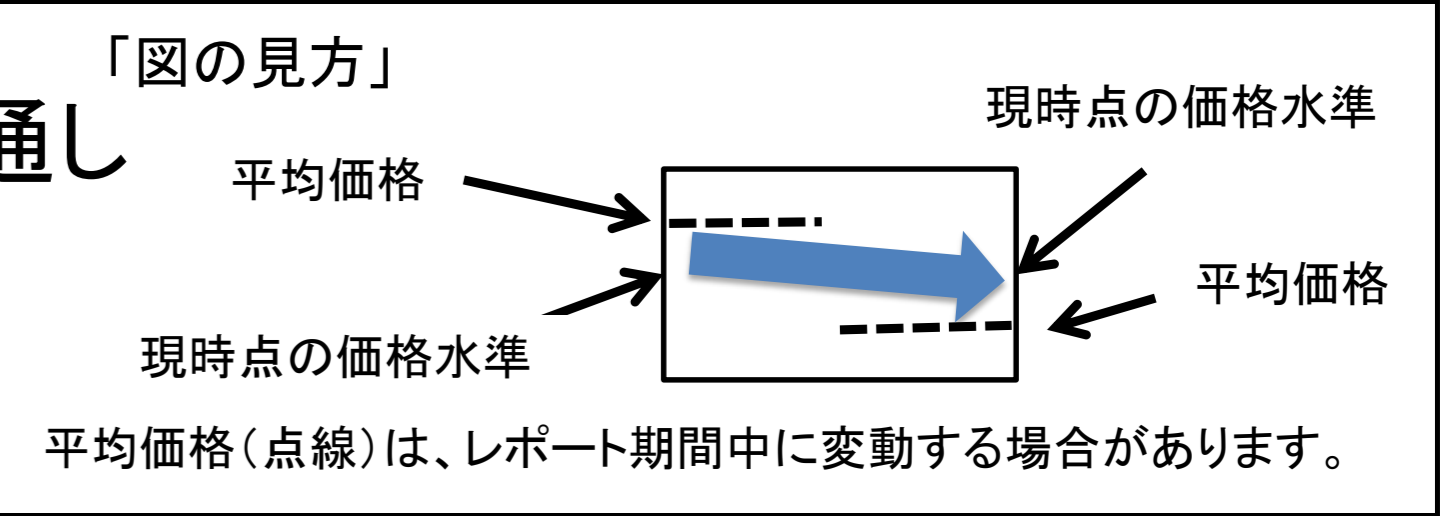 「図の見方」
通し
現時点の価格水準
平均価格
平均価格
現時点の価格水準
平均価格(点線)は、レポート期間中に変動する場合があります。